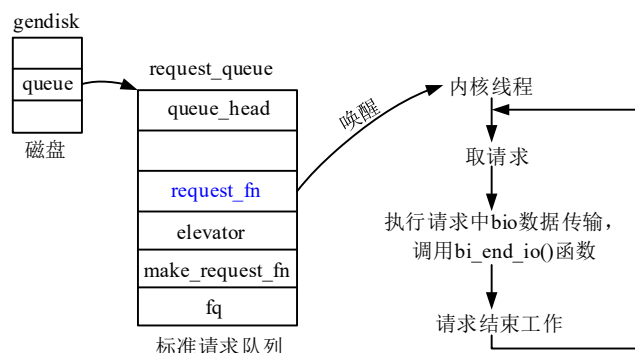 gendisk
queue
磁盘
request_queue
queue_head
request_fn
elevator
make_request_fn
fq
标准请求队列
唤醒
内核线程
取请求
执行请求中bio数据传输，
调用bi_end_io()函数
请求结束工作